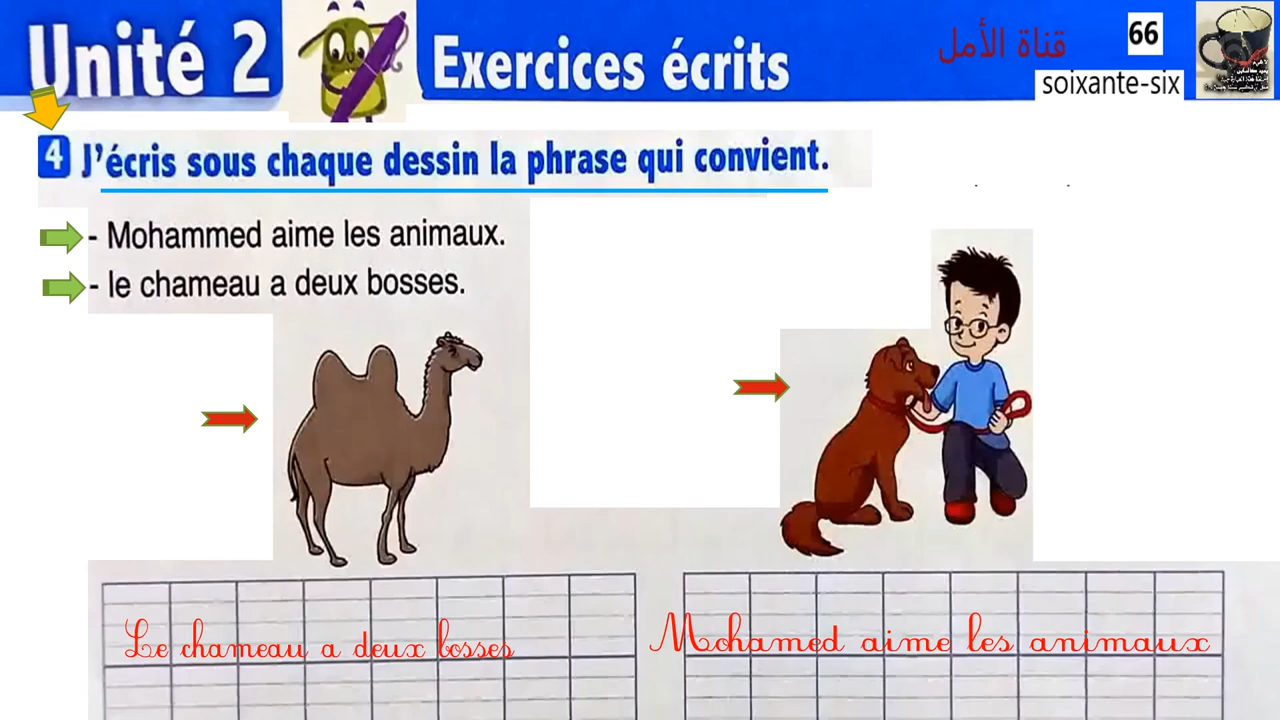 Unité 2
Exercices écrits
قناة الأمل
66
soixante-six
4 J'écris sous chaque dessin la phrase qui convient.
- Mohammed aime les animaux.
- le chameau a deux bosses.
Le chameau a deux bosses
Mohamed aime les animaux